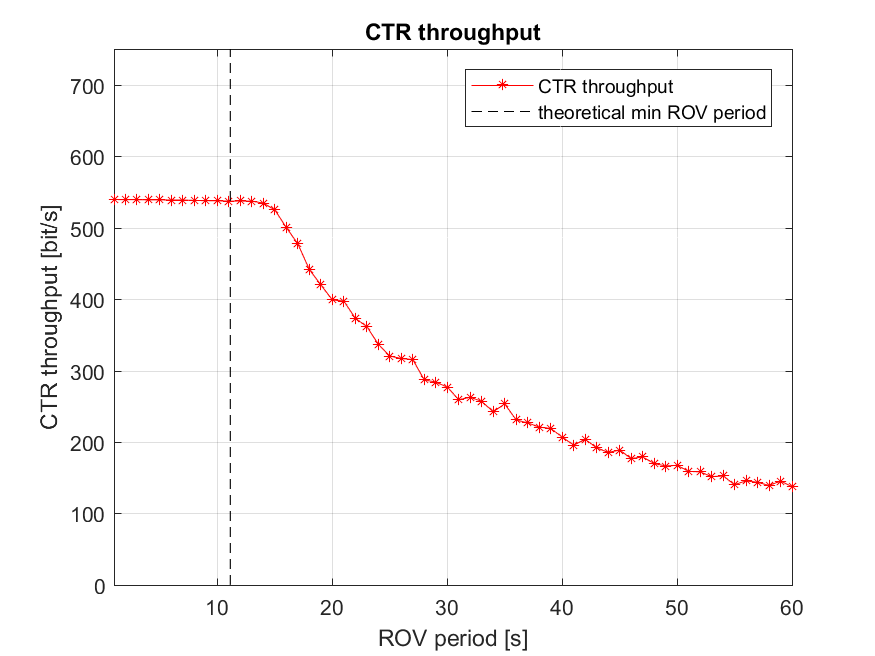 CTR throughput
CTR throughput
theoretical min ROV period
700
600
500
400
300
200
100
0
CTR throughput [bit/s]
10 20 30 40 50 60
ROV period [s]